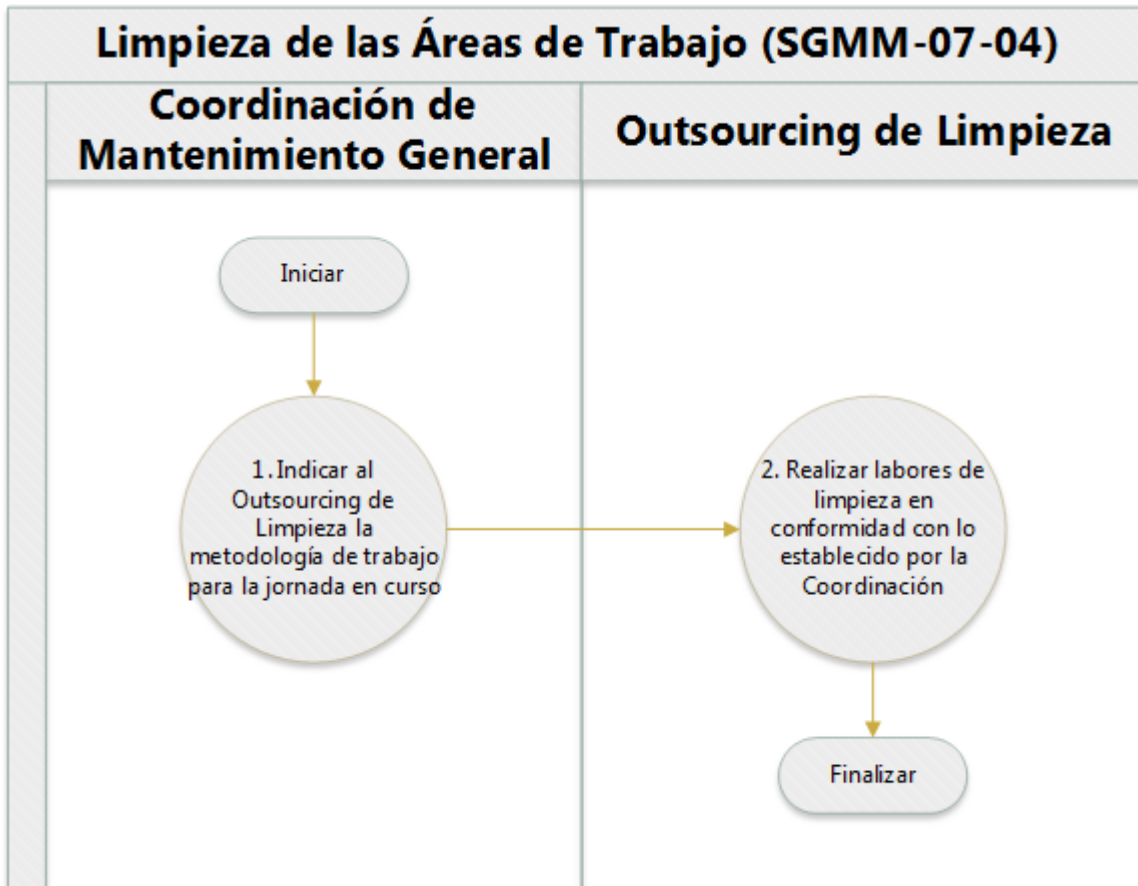 Limpieza de las Áreas de Trabajo (SGMM-07-04)
Coordinación de
Mantenimiento General
Outsourcing de Limpieza
Iniciar
1. Indicar al
Outsourcing de
Limpieza la
metodología de trabajo
para la jornada en curso
2. Realizar labores de
limpieza en
conformidad con lo
establecido por la
Coordinación
Finalizar